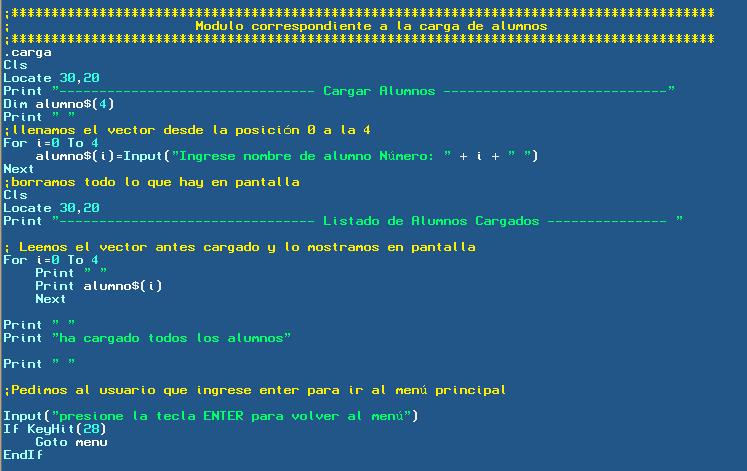 ;****************************************************************************************
;                       Modulo correspondiente a la carga de alumnos
;****************************************************************************************
.carga
Cls
Locate 30,20
Print "-------------------------------- Cargar Alumnos ----------------------------"
Dim alumno$(4)
Print " "
;llenamos el vector desde la posición 0 a la 4
For i=0 To 4
    alumno$(i)=Input("Ingrese nombre de alumno Número: " + i + " ")
Next
;borramos todo lo que hay en pantalla
Cls
Locate 30,20
Print "-------------------------------- Listado de Alumnos Cargados --------------- "
; Leemos el vector antes cargado y lo mostramos en pantalla
For i=0 To 4
    Print " "
    Print alumno$(i)
    Next
Print " "
Print "ha cargado todos los alumnos"
Print " "
;Pedimos al usuario que ingrese enter para ir al menú principal
Input("presione la tecla ENTER para volver al menú")
If KeyHit(28)
    Goto menu
EndIf